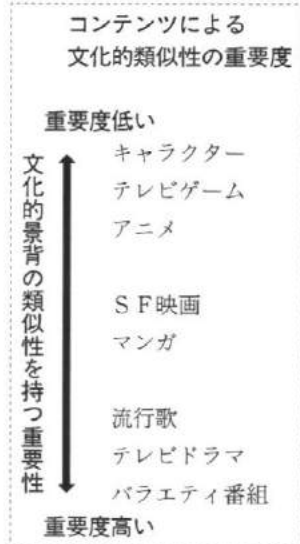 コンテンツによる
文化的類似性の重要度
重要度低い
文化的景背の類似性を持つ重要性
キャラクター
テレビゲーム
アニメ
SF映画
マンガ
流行歌
テレビドラマ
バラエティ番組
重要度高い